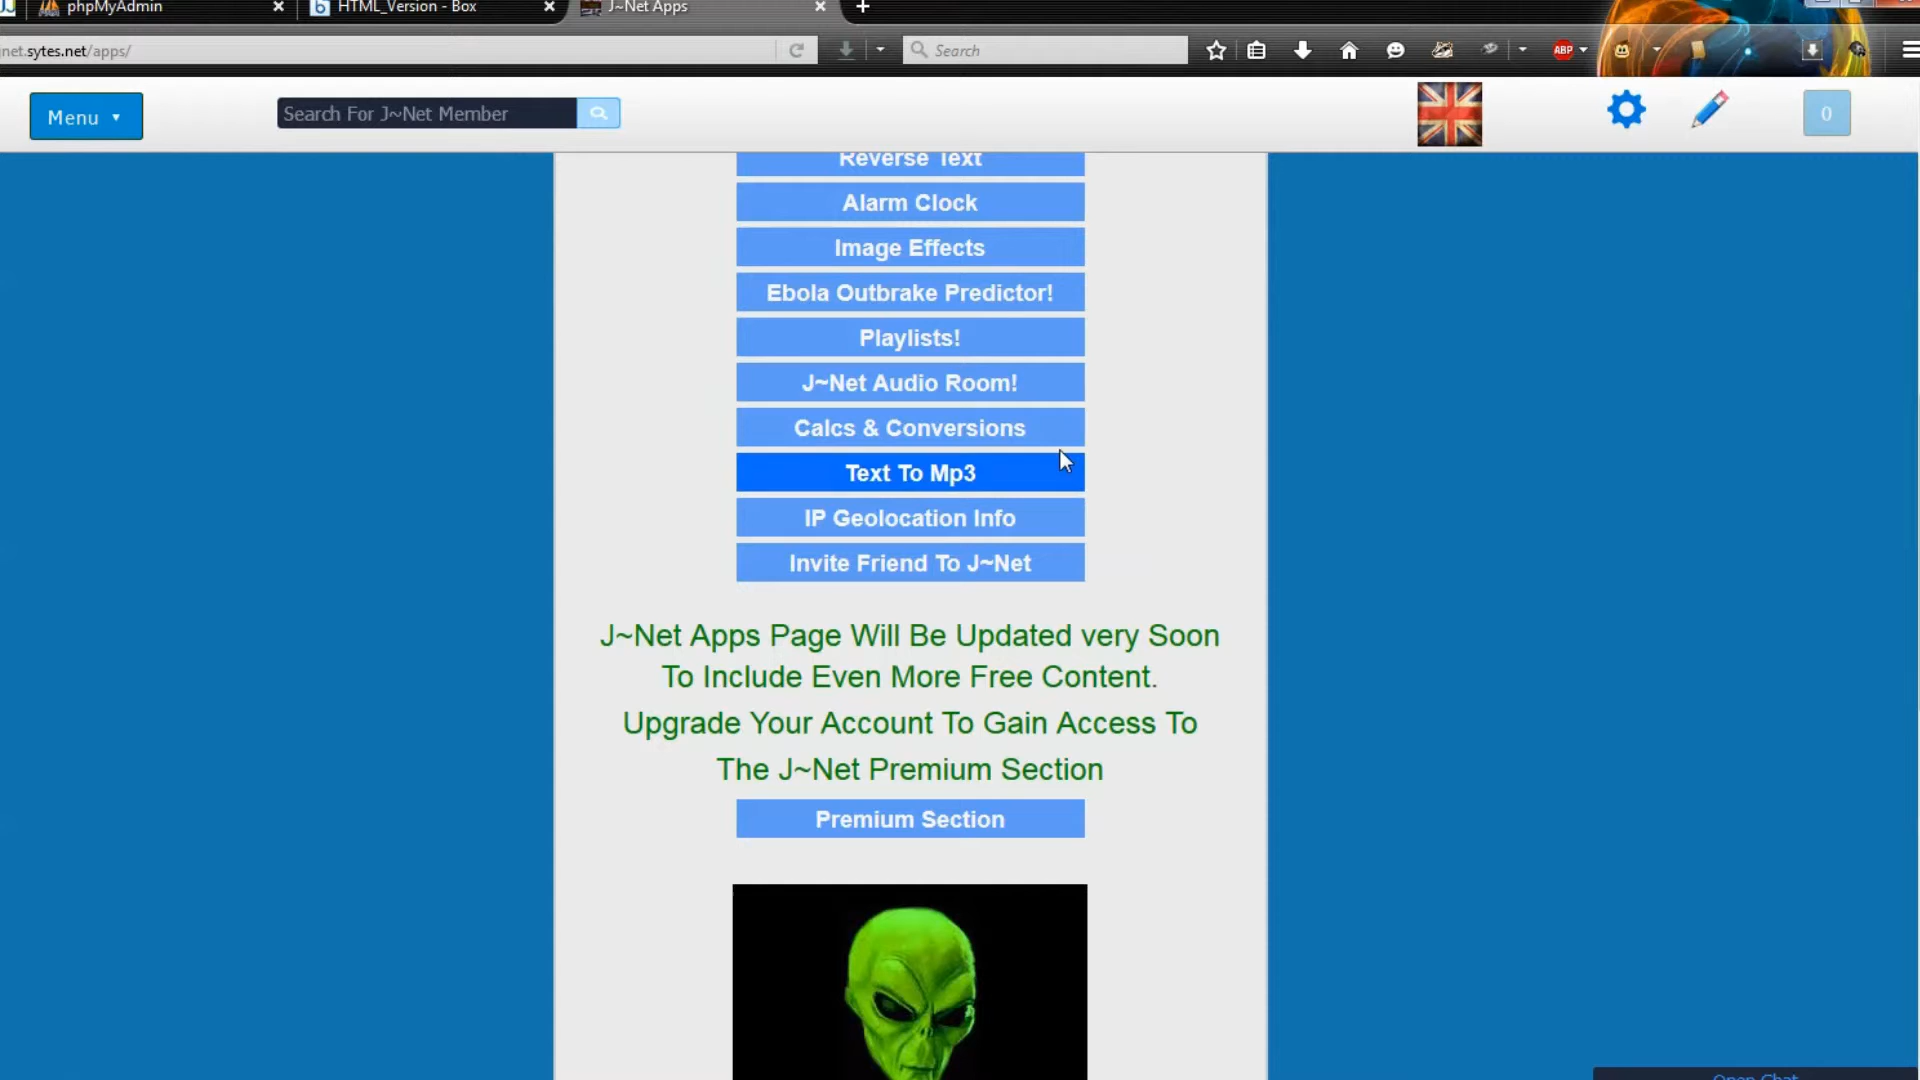 phpMyAdmin
HTML_Version - Box
J~Net Apps
net.sytes.net/apps/
Search
ABP
Menu
Search For J~Net Member
0
Reverse Text
Alarm Clock
Image Effects
Ebola Outbrake Predictor!
Playlists!
J~Net Audio Room!
Calcs & Conversions
Text To Mp3
IP Geolocation Info
Invite Friend To J~Net
J~Net Apps Page Will Be Updated very Soon
To Include Even More Free Content.
Upgrade Your Account To Gain Access To
The J~Net Premium Section
Premium Section
Open Chat